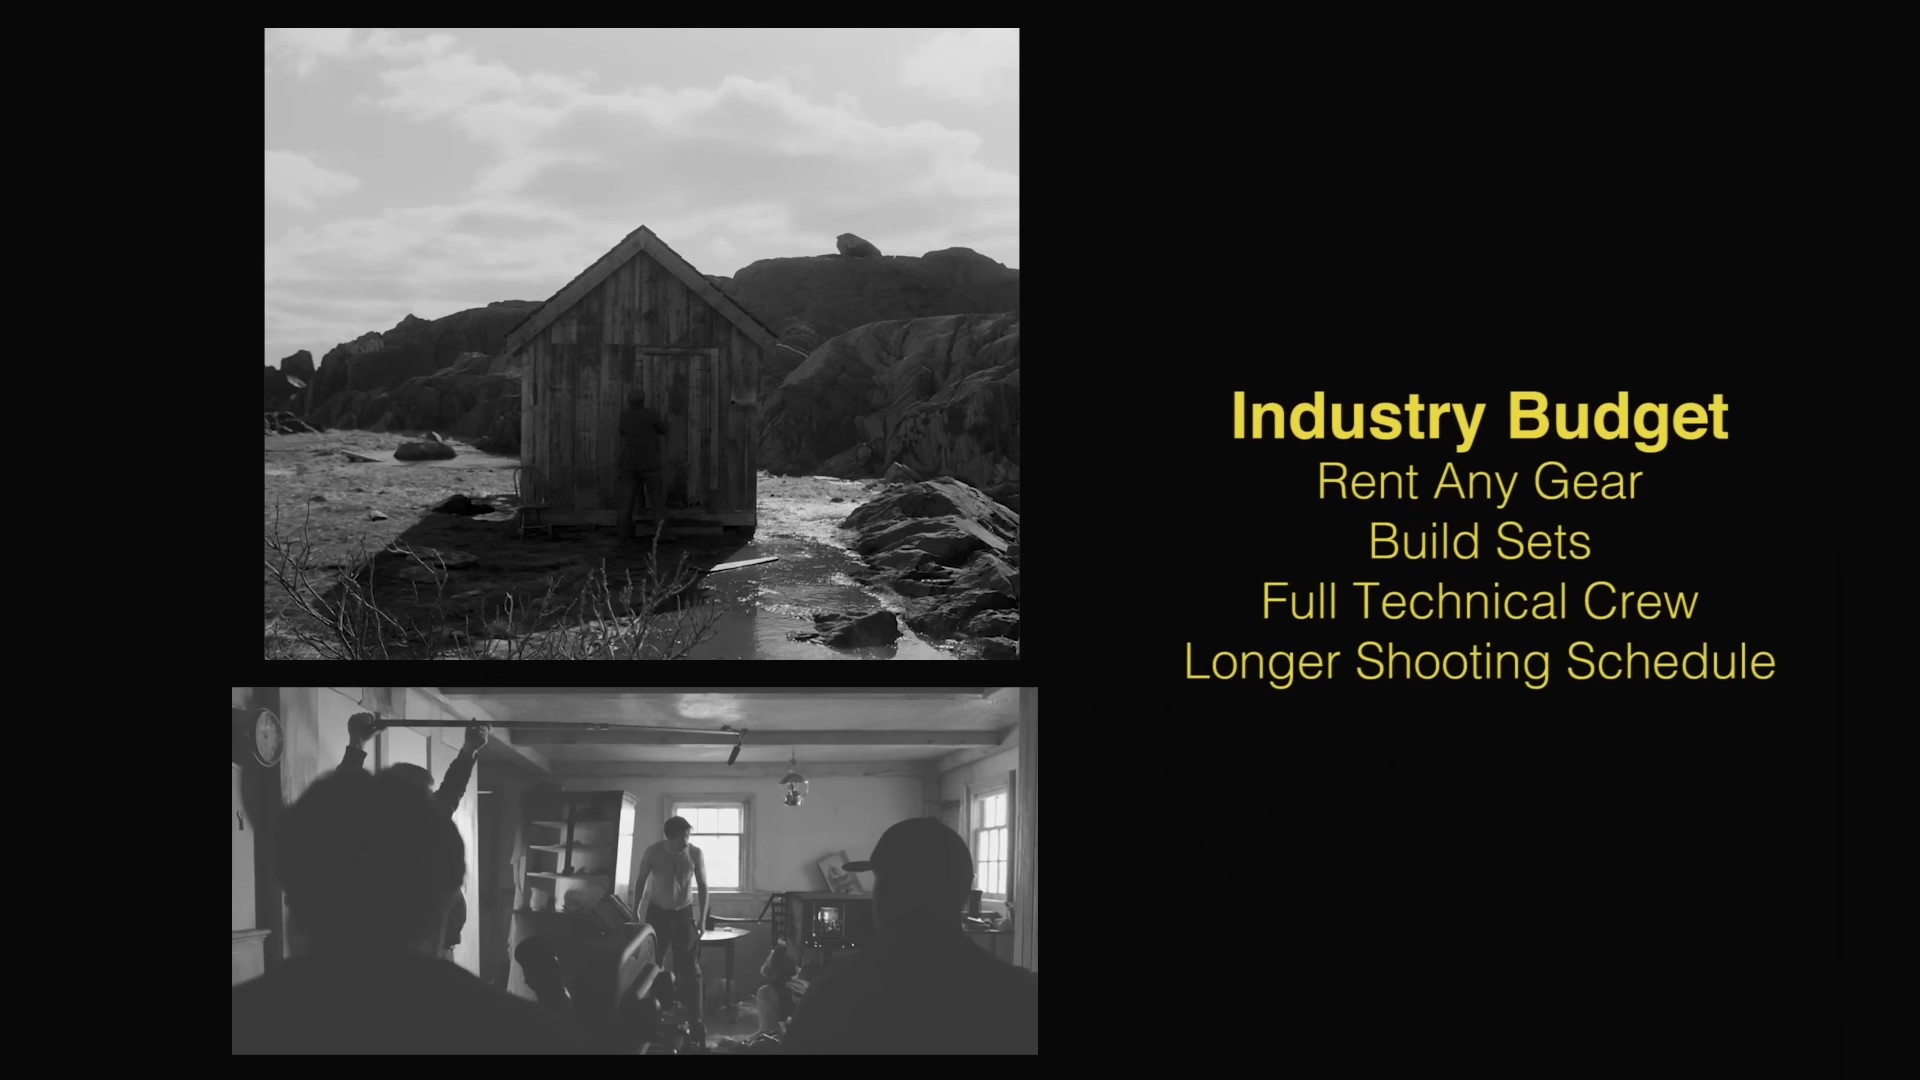 Industry Budget
Rent Any Gear
Build Sets
Full Technical Crew
Longer Shooting Schedule